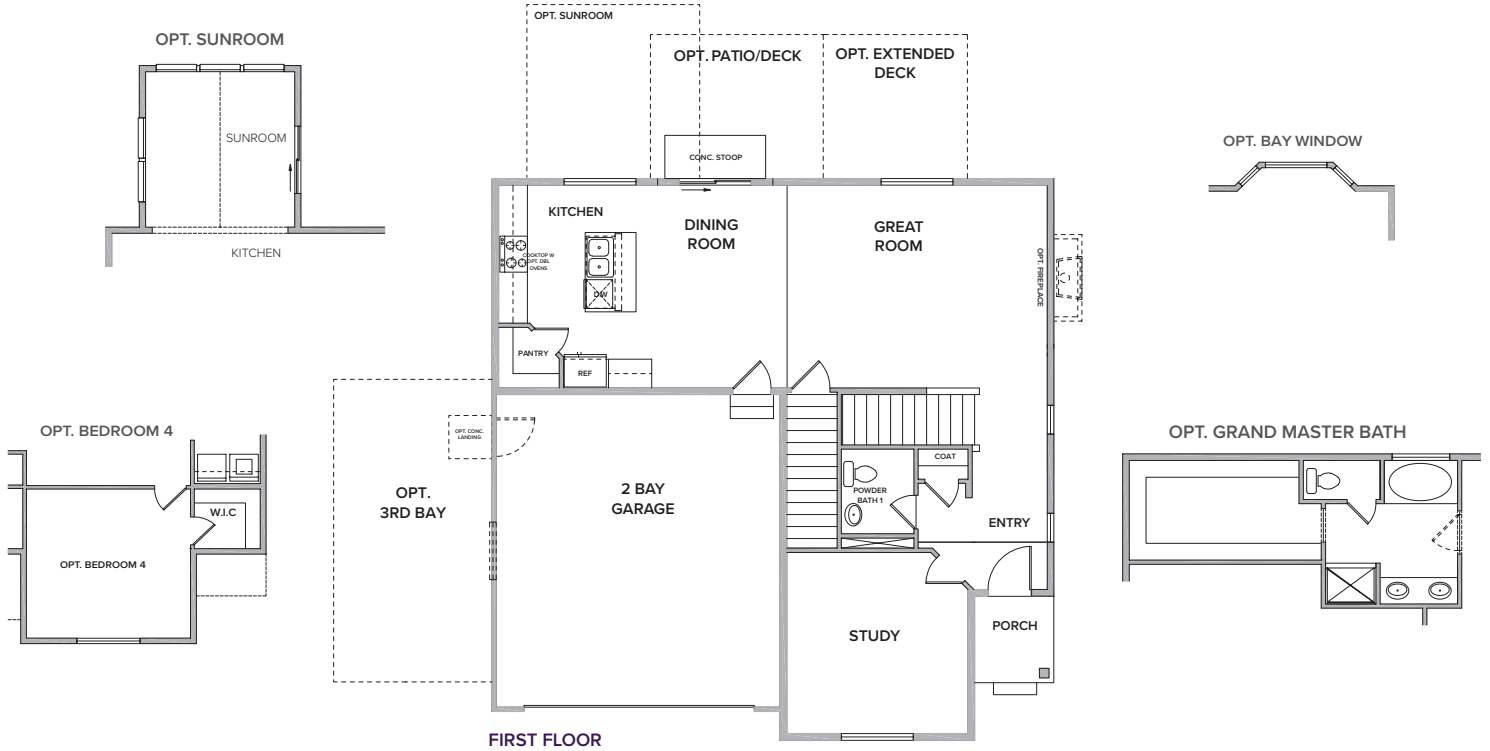 OPT. SUNROOM
SUNROOM
KITCHEN
OPT. BEDROOM 4
W.I.C
OPT. BEDROOM 4
OPT. SUNROOM
OPT. PATIO/DECK
OPT. EXTENDED
DECK
CONC. STOOP
KITCHEN
DINING
ROOM
GREAT
ROOM
COOKTOP W
OPT. DBL
OVENS
DW
OPT. FIREPLACE
PANTRY
REF
OPT. CONC.
LANDING
OPT.
3RD BAY
2 BAY
GARAGE
COAT
POWDER
BATH 1
ENTRY
STUDY
PORCH
FIRST FLOOR
OPT. BAY WINDOW
OPT. GRAND MASTER BATH